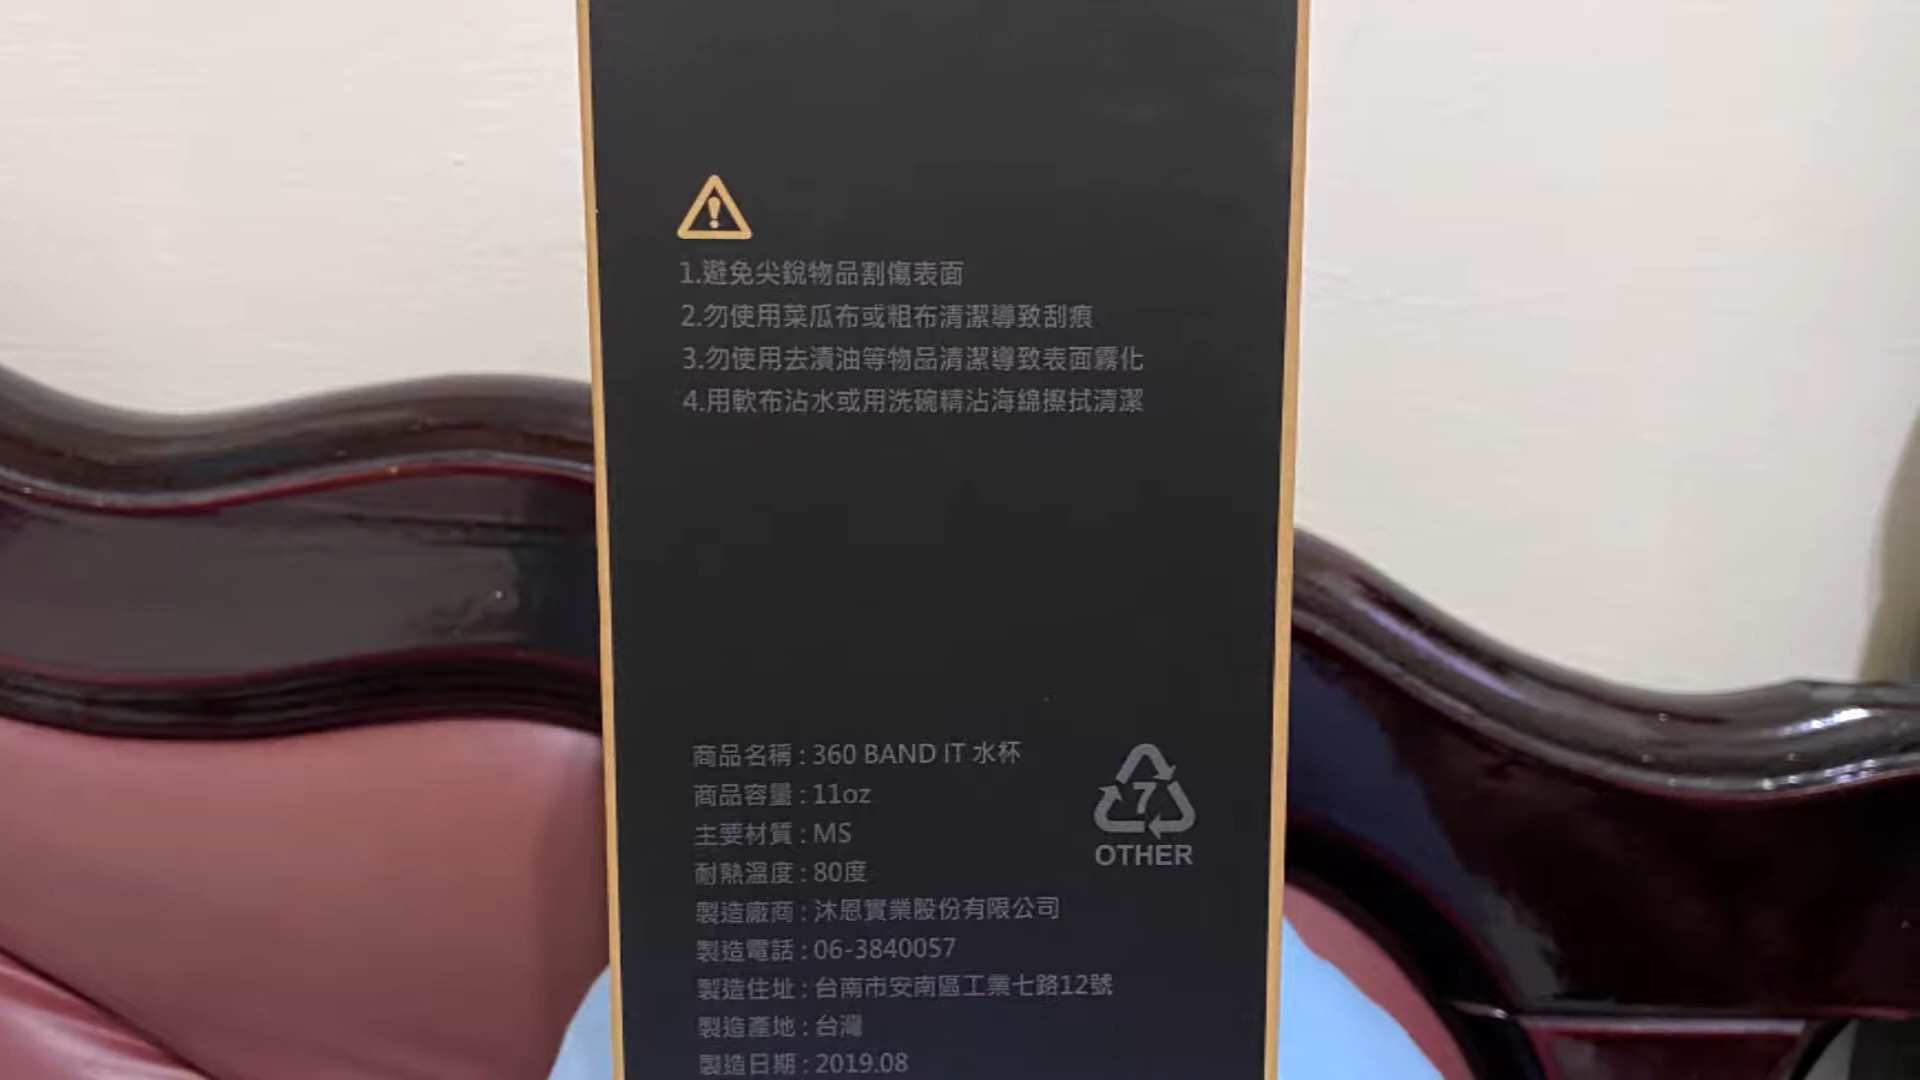 1.避免尖銳物品割傷表面
2.勿使用菜瓜布或粗布清潔導致刮痕
3.勿使用去漬油等物品清潔導致表面霧化
4.用軟布沾水或用洗碗精沾海綿擦拭清潔
商品名稱：360 BAND IT 水杯
商品容量：11oz
主要材質：MS
耐熱溫度：80度
製造廠商：沐恩實業股份有限公司
製造電話：06-3840057
製造住址：台南市安南區工業七路12號
製造產地：台灣
製造日期：2019.08
7
OTHER